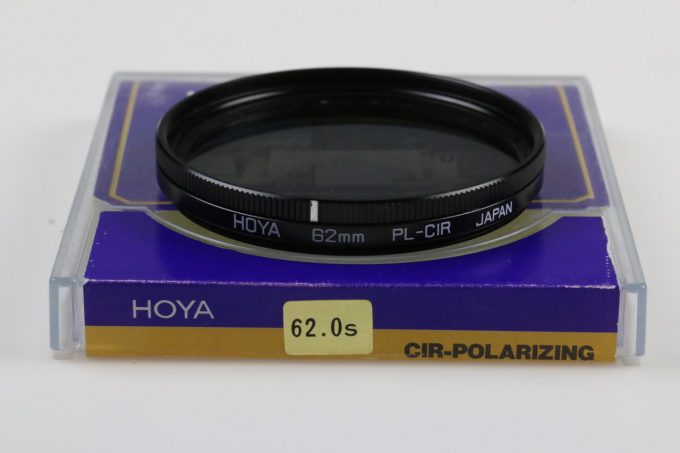 HOYA 62mm PL-CIR JAPAN
HOYA
62.0s
CIR-POLARIZING